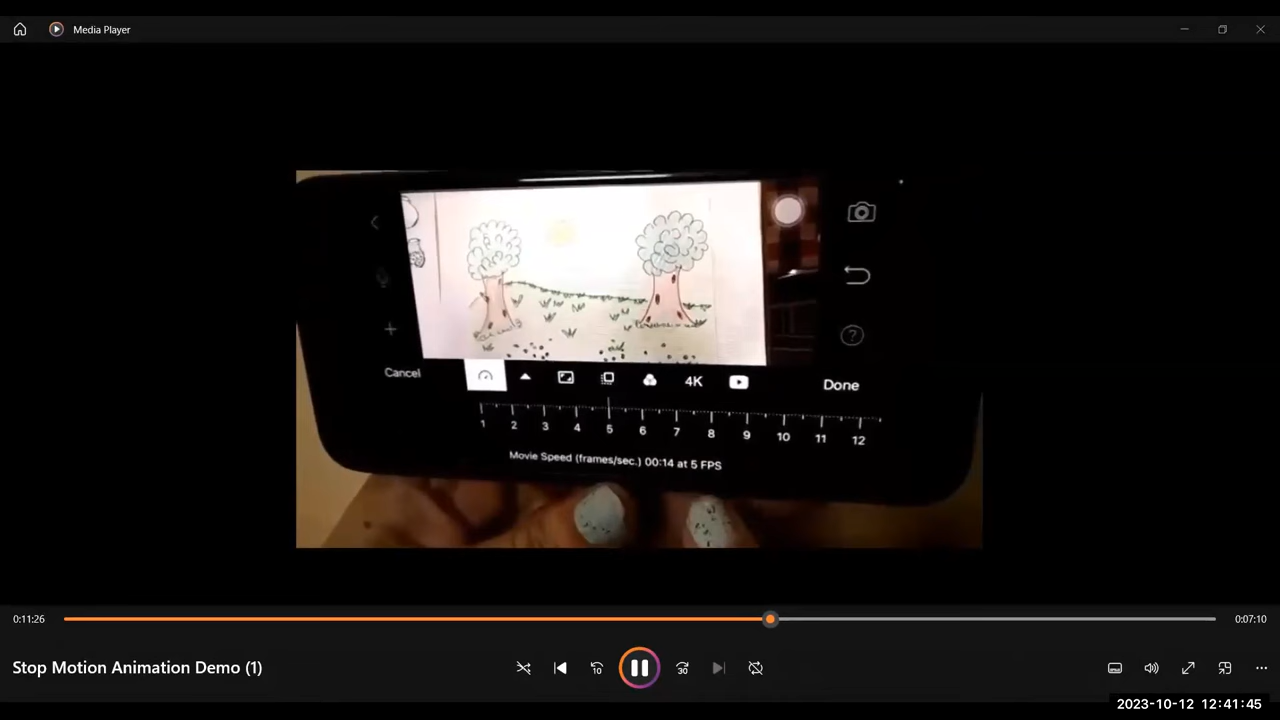 Media Player
4K
Cancel
Done
1 2 3 4 5 6 7 8 9 10 11 12
Movie Speed (frames/sec.) 00:14 at 5 FPS
0:11:26
0:07:10
Stop Motion Animation Demo (1)
10
30
2023-10-12 12:41:45